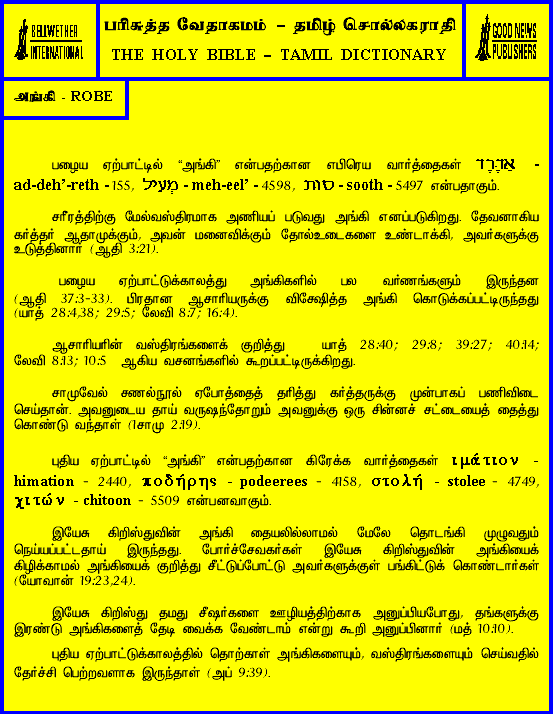 BELLWETHER
INTERNATIONAL
பரிசுத்த வேதாகமம் – தமிழ் சொல்லகராதி
THE HOLY BIBLE – TAMIL DICTIONARY
GOOD NEWS
PUBLISHERS
அங்கி - ROBE
பழைய ஏற்பாட்டில் “அங்கி” என்பதற்கான எபிரெய வார்த்தைகள் אַדֶּרֶד -
ad-deh’-reth - 155, מְעִיל - meh-eel’ - 4598, סוּת - sooth - 5497 என்பதாகும்.
சரீரத்திற்கு மேல்வஸ்திரமாக அணியப் படுவது அங்கி எனப்படுகிறது. தேவனாகிய
கர்த்தர் ஆதாமுக்கும், அவன் மனைவிக்கும் தோல்உடைகளை உண்டாக்கி, அவர்களுக்கு
உடுத்தினார் (ஆதி 3:21).
பழைய ஏற்பாட்டுக்காலத்து அங்கிகளில் பல வர்ணங்களும் இருந்தன
(ஆதி 37:3-33). பிரதான ஆசாரியருக்கு விசேஷித்த அங்கி கொடுக்கப்பட்டிருந்தது
(யாத் 28:4,38; 29:5; லேவி 8:7; 16:4).
ஆசாரியரின் வஸ்திரங்களைக் குறித்து யாத் 28:40; 29:8; 39:27; 40:14;
லேவி 8:13; 10:5 ஆகிய வசனங்களில் கூறப்பட்டிருக்கிறது.
சாமுவேல் சணல்நூல் ஏபோத்தைத் தரித்து கர்த்தருக்கு முன்பாகப் பணிவிடை
செய்தான். அவனுடைய தாய் வருஷந்தோறும் அவனுக்கு ஒரு சின்னச் சட்டையைத் தைத்து
கொண்டு வந்தாள் (1சாமு 2:19).
புதிய ஏற்பாட்டில் “அங்கி” என்பதற்கான கிரேக்க வார்த்தைகள் ιμάτιον -
himation - 2440, ποδήρης - podeerees - 4158, στολή - stolee - 4749,
χιτών - chitoon - 5509 என்பனவாகும்.
இயேசு கிறிஸ்துவின் அங்கி தையலில்லாமல் மேலே தொடங்கி முழுவதும்
நெய்யப்பட்டதாய் இருந்தது. போர்ச்சேவகர்கள் இயேசு கிறிஸ்துவின் அங்கியைக்
கிழிக்காமல் அங்கியைக் குறித்து சீட்டுப்போட்டு அவர்களுக்குள் பங்கிட்டுக் கொண்டார்கள்
(யோவான் 19:23,24).
இயேசு கிறிஸ்து தமது சீஷர்களை ஊழியத்திற்காக அனுப்பியபோது, தங்களுக்கு
இரண்டு அங்கிகளைத் தேடி வைக்க வேண்டாம் என்று கூறி அனுப்பினார் (மத் 10:10).
புதிய ஏற்பாட்டுக்காலத்தில் தொற்காள் அங்கிகளையும், வஸ்திரங்களையும் செய்வதில்
தேர்ச்சி பெற்றவளாக இருந்தாள் (அப் 9:39).